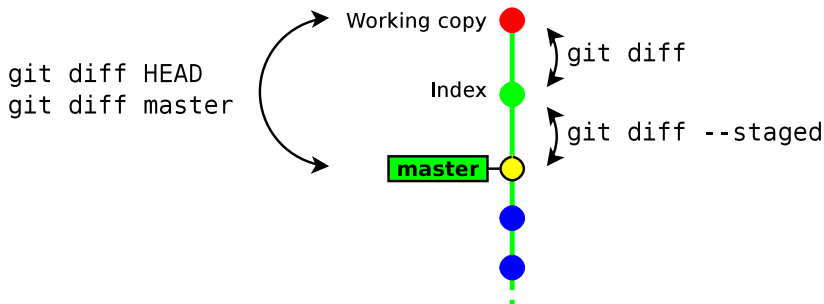 Working copy
git diff
git diff HEAD
git diff master
Index
git diff --staged
master